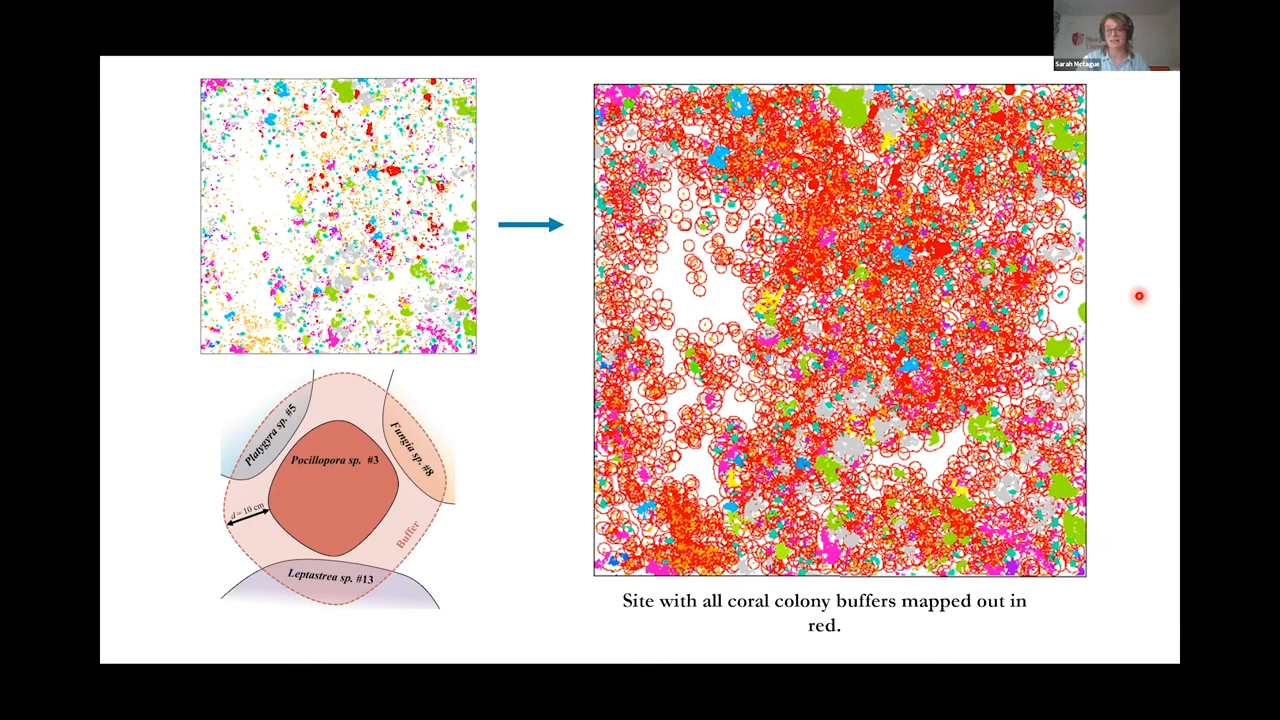 Sarah Mctague
Platygyra sp. #5
Fungia sp. #8
Pocillopora sp. #3
d = 10 cm
Buffer
Leptastrea sp. #13
Site with all coral colony buffers mapped out in
red.